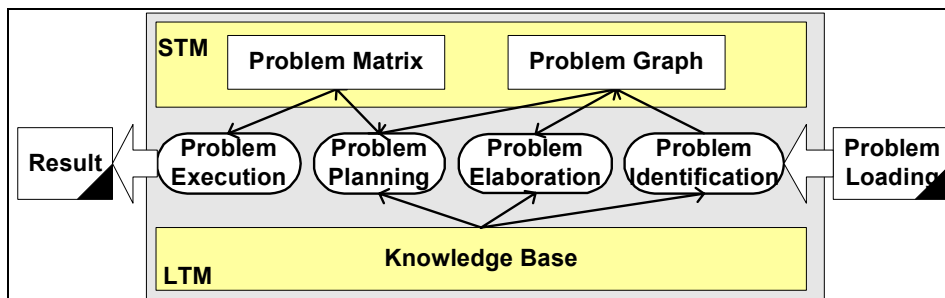 STM
Problem Matrix
Problem Graph
Result
Problem
Execution
Problem
Planning
Problem
Elaboration
Problem
Identification
Problem
Loading
Knowledge Base
LTM